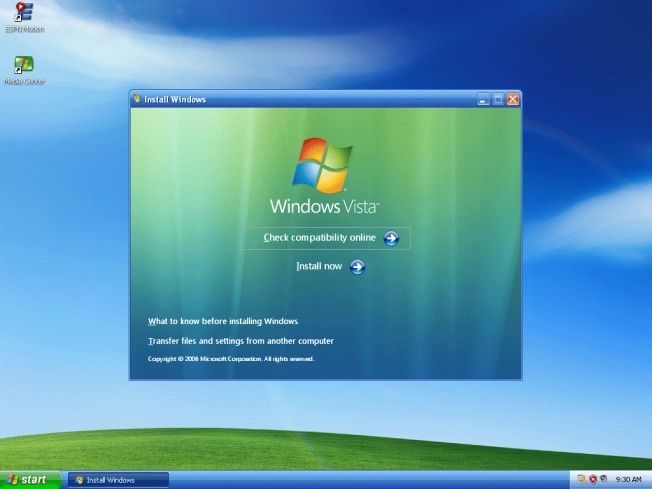 ESPN Motion
Media Center
Install Windows
Windows Vista™
Check compatibility online
Install now
What to know before installing Windows
Transfer files and settings from another computer
Copyright © 2006 Microsoft Corporation. All rights reserved.
start
Install Windows
9:30 AM